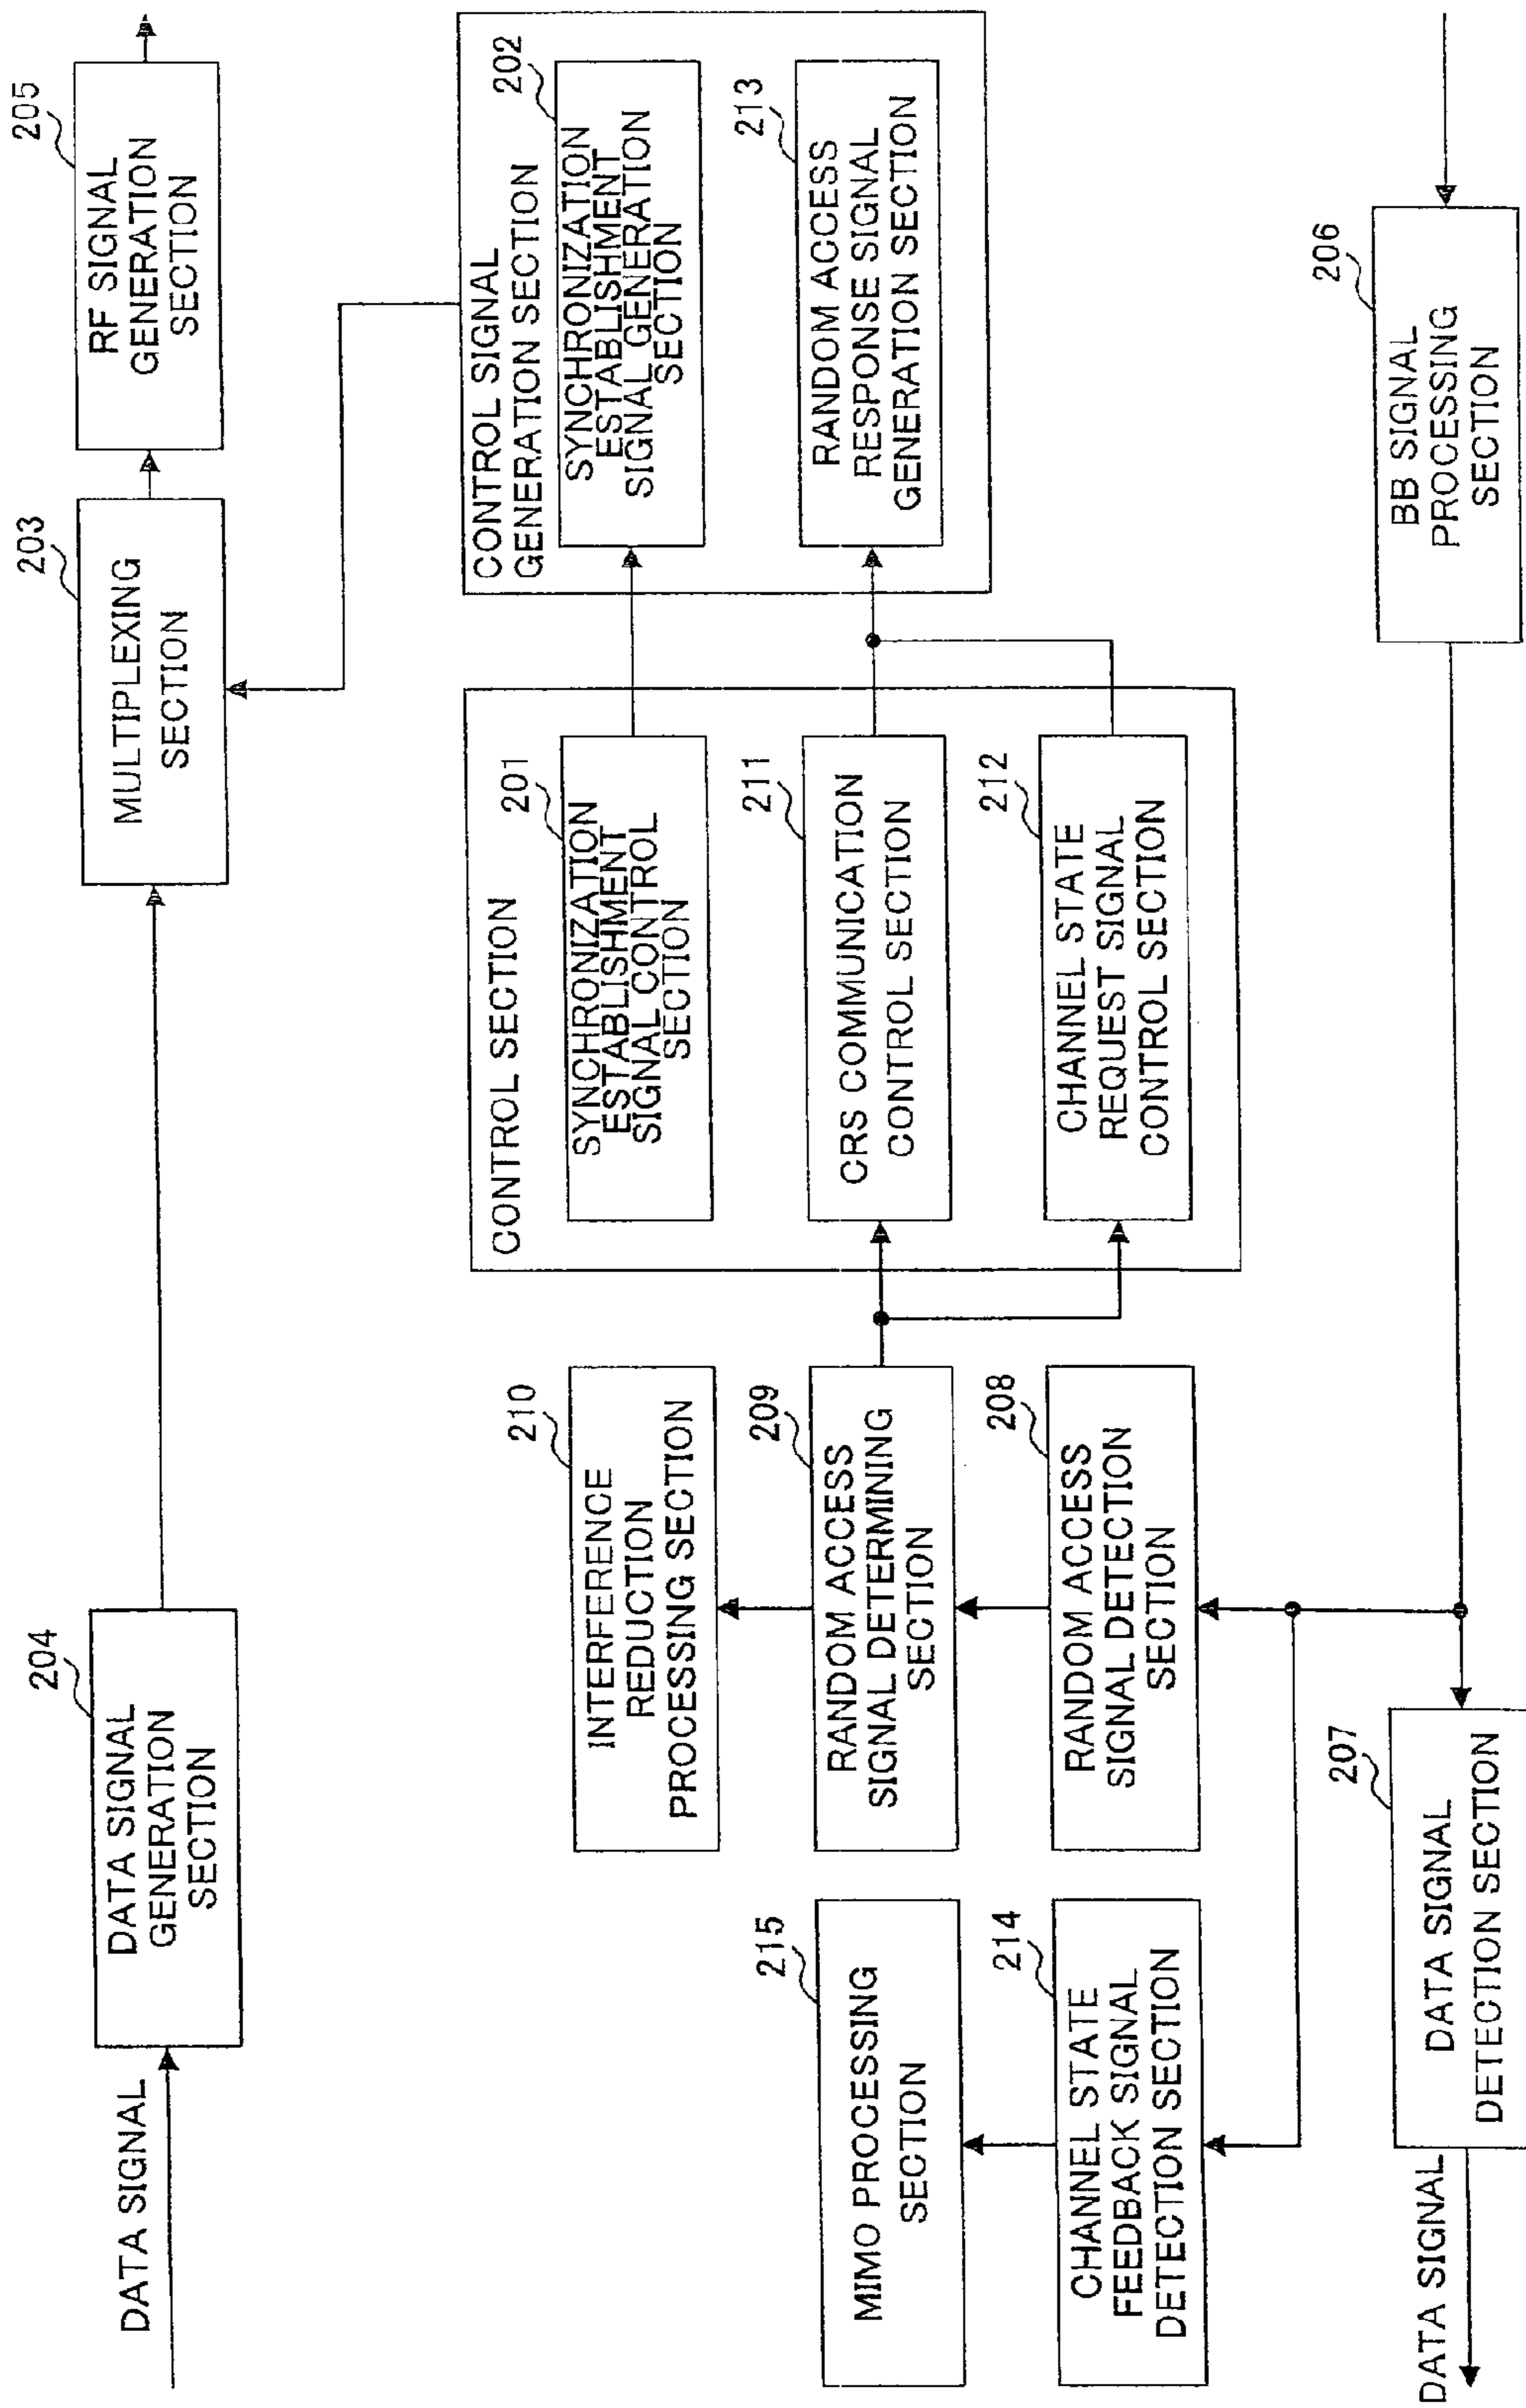 DATA SIGNAL
204
DATA SIGNAL
GENERATION
SECTION
203
MULTIPLEXING
SECTION
205
RF SIGNAL
GENERATION
SECTION
CONTROL SIGNAL
GENERATION SECTION
202
SYNCHRONIZATION
ESTABLISHMENT
SIGNAL GENERATION
SECTION
213
RANDOM ACCESS
RESPONSE SIGNAL
GENERATION SECTION
CONTROL SECTION
201
SYNCHRONIZATION
ESTABLISHMENT
SIGNAL CONTROL
SECTION
211
CRS COMMUNICATION
CONTROL SECTION
212
CHANNEL STATE
REQUEST SIGNAL
CONTROL SECTION
210
INTERFERENCE
REDUCTION
PROCESSING SECTION
209
RANDOM ACCESS
SIGNAL DETERMINING
SECTION
208
RANDOM ACCESS
SIGNAL DETECTION
SECTION
215
MIMO PROCESSING
SECTION
214
CHANNEL STATE
FEEDBACK SIGNAL
DETECTION SECTION
206
BB SIGNAL
PROCESSING
SECTION
207
DATA SIGNAL
DETECTION SECTION
DATA SIGNAL